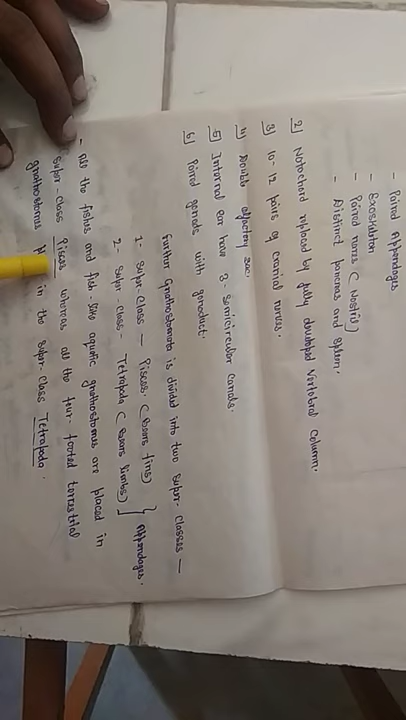 - Paired Appendages
- Exoskeleton
- Paired nares (Nostril)
- Distinct pancreas and spleen.
2] Notochord replaced by fully developed Vertebral Column.
3] 10-12 pairs of cranial nerves.
4] Double olfactory sac.
5] Internal ear have 3-semicircular canals.
6] Paired gonads with gonoduct.
Further Gnathostomata is divided into two super-classes —
1- Super-Class — Pisces. (Bears fins)
2- Super-Class - Tetrapoda (Bears limbs) } Appendages.
- All the fishes and fish-like aquatic gnathostomes are placed in
Super-class Pisces whereas all the four-footed terrestrial
gnathostomes in the super-class Tetrapoda.